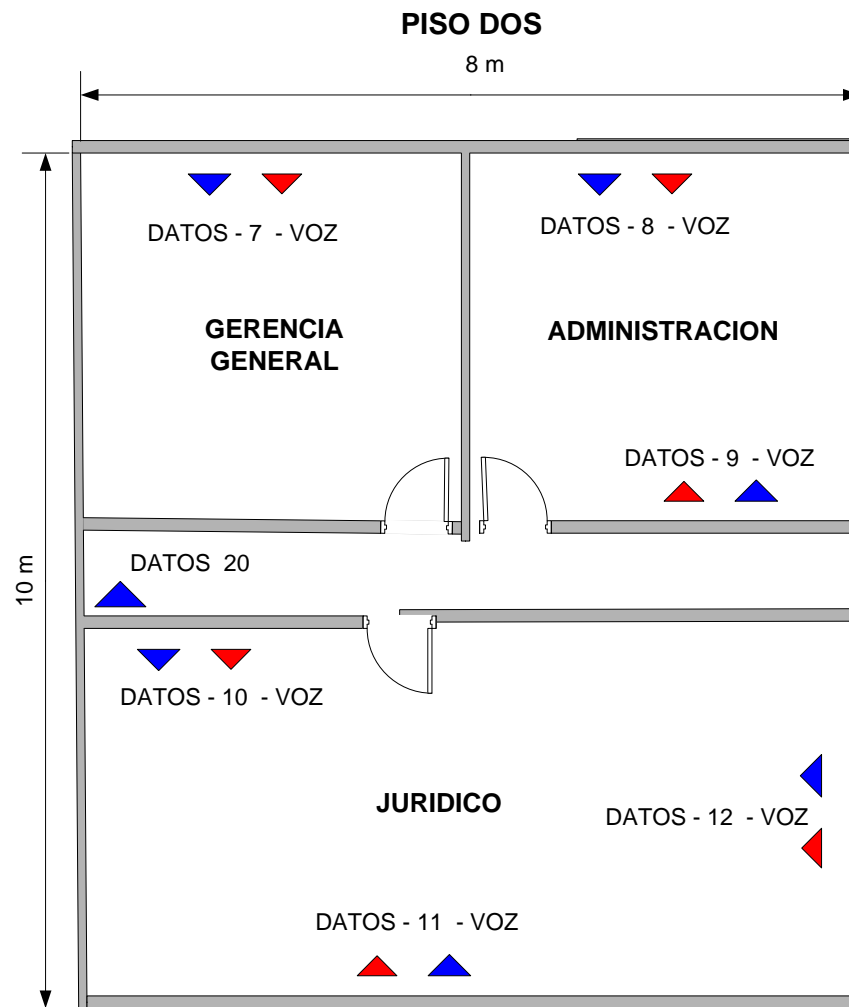 PISO DOS
8 m
DATOS - 7  - VOZ
DATOS - 8  - VOZ
GERENCIA
GENERAL
ADMINISTRACION
DATOS - 9  - VOZ
10 m
DATOS  20
DATOS - 10  - VOZ
JURIDICO
DATOS - 12  - VOZ
DATOS - 11  - VOZ